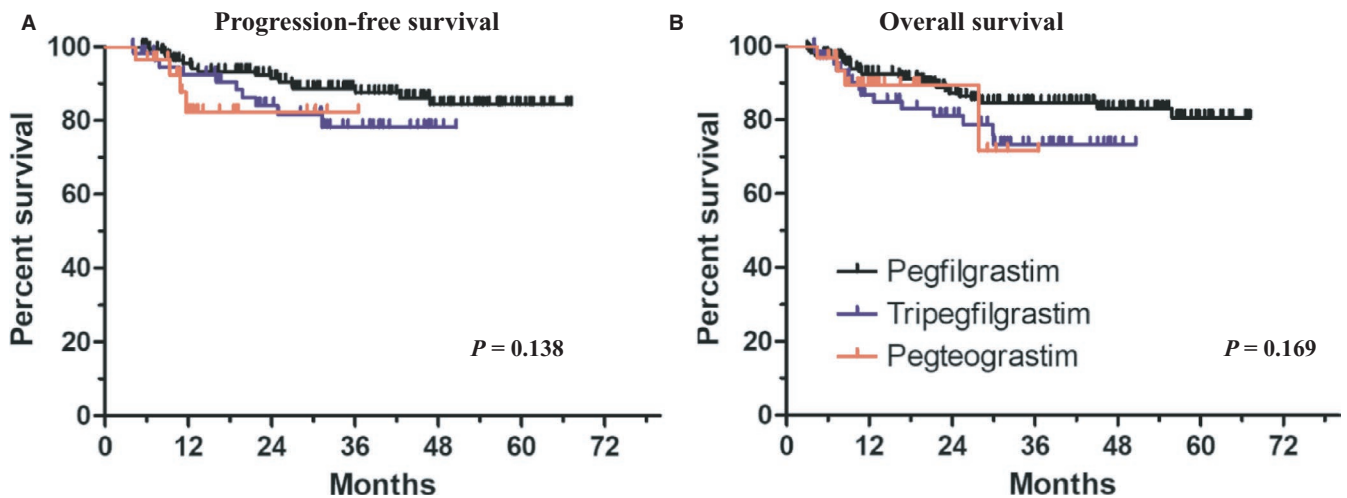 A Progression-free survival
100
80
60
40
20
0
Percent survival
P = 0.138
0 12 24 36 48 60 72
Months
B Overall survival
100
80
60
40
20
0
Percent survival
Pegfilgrastim
Tripegfilgrastim
Pegteograstim
P = 0.169
0 12 24 36 48 60 72
Months